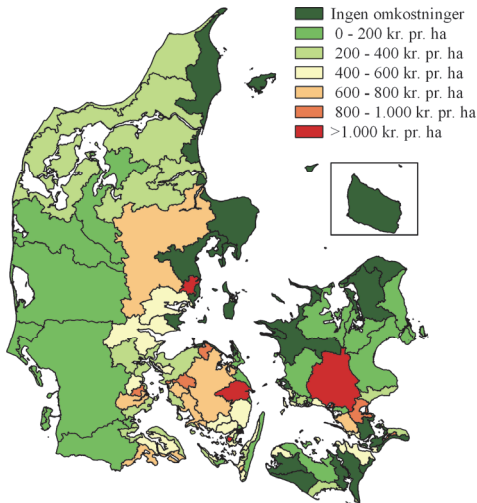 Ingen omkostninger
0 - 200 kr. pr. ha
200 - 400 kr. pr. ha
400 - 600 kr. pr. ha
600 - 800 kr. pr. ha
800 - 1.000 kr. pr. ha
>1.000 kr. pr. ha